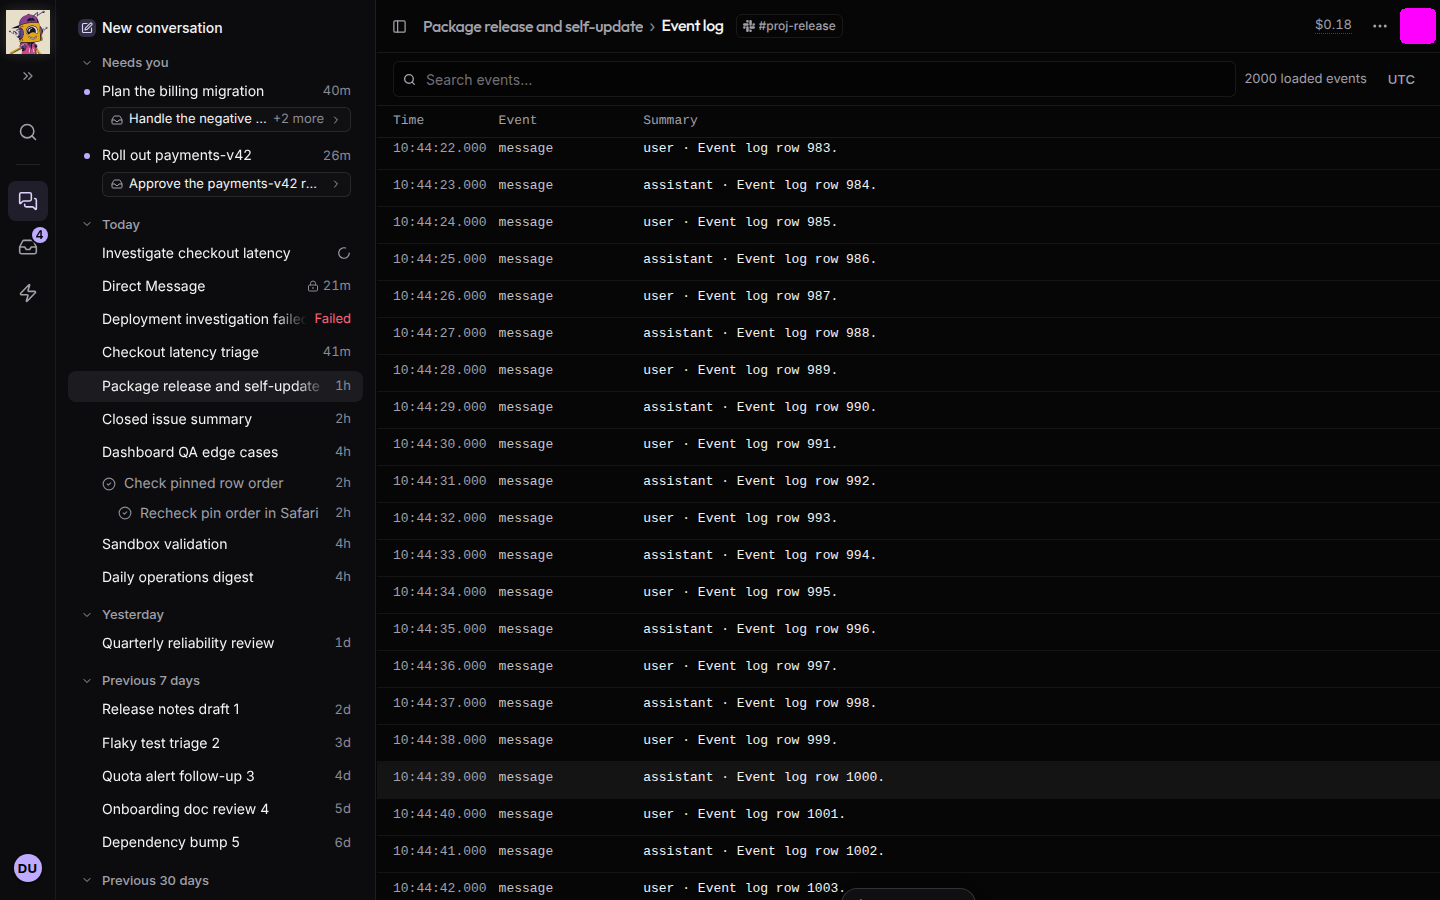 New conversation
Needs you
Plan the billing migration 40m
Handle the negative ... +2 more
Roll out payments-v42 26m
Approve the payments-v42 r...
Today
Investigate checkout latency
Direct Message 21m
Deployment investigation failed Failed
Checkout latency triage 41m
Package release and self-update 1h
Closed issue summary 2h
Dashboard QA edge cases 4h
Check pinned row order 2h
Recheck pin order in Safari 2h
Sandbox validation 4h
Daily operations digest 4h
Yesterday
Quarterly reliability review 1d
Previous 7 days
Release notes draft 1 2d
Flaky test triage 2 3d
Quota alert follow-up 3 4d
Onboarding doc review 4 5d
Dependency bump 5 6d
Previous 30 days
4
DU
Package release and self-update › Event log #proj-release $0.18
Search events... 2000 loaded events UTC
Time Event Summary
10:44:22.000 message user · Event log row 983.
10:44:23.000 message assistant · Event log row 984.
10:44:24.000 message user · Event log row 985.
10:44:25.000 message assistant · Event log row 986.
10:44:26.000 message user · Event log row 987.
10:44:27.000 message assistant · Event log row 988.
10:44:28.000 message user · Event log row 989.
10:44:29.000 message assistant · Event log row 990.
10:44:30.000 message user · Event log row 991.
10:44:31.000 message assistant · Event log row 992.
10:44:32.000 message user · Event log row 993.
10:44:33.000 message assistant · Event log row 994.
10:44:34.000 message user · Event log row 995.
10:44:35.000 message assistant · Event log row 996.
10:44:36.000 message user · Event log row 997.
10:44:37.000 message assistant · Event log row 998.
10:44:38.000 message user · Event log row 999.
10:44:39.000 message assistant · Event log row 1000.
10:44:40.000 message user · Event log row 1001.
10:44:41.000 message assistant · Event log row 1002.
10:44:42.000 message user · Event log row 1003.